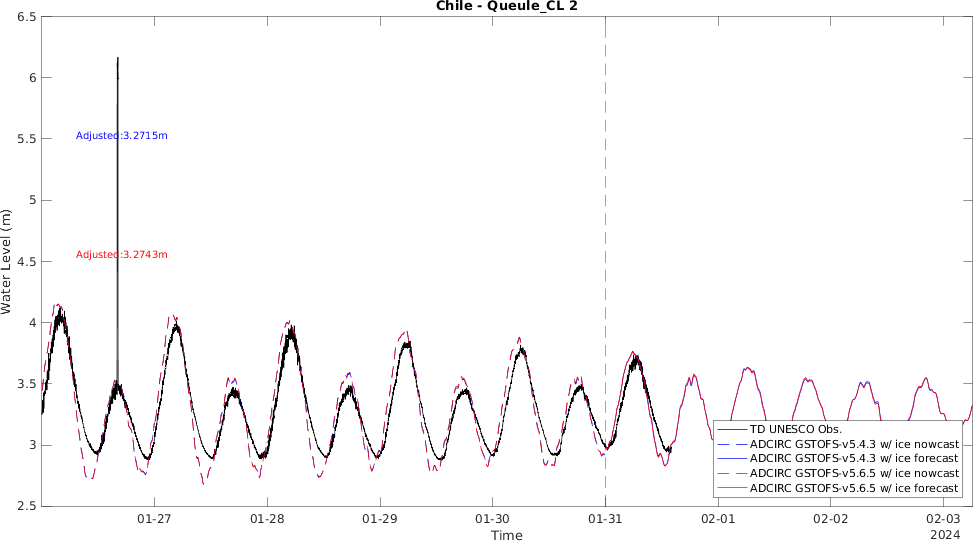 Chile - Queule_CL 2
6.5
6
5.5
5
4.5
4
3.5
3
2.5
Water Level (m)
Adjusted:3.2715m
Adjusted:3.2743m
TD UNESCO Obs.
ADCIRC GSTOFS-v5.4.3 w/ ice nowcast
ADCIRC GSTOFS-v5.4.3 w/ ice forecast
ADCIRC GSTOFS-v5.6.5 w/ ice nowcast
ADCIRC GSTOFS-v5.6.5 w/ ice forecast
01-27
01-28
01-29
01-30
01-31
02-01
02-02
02-03
2024
Time